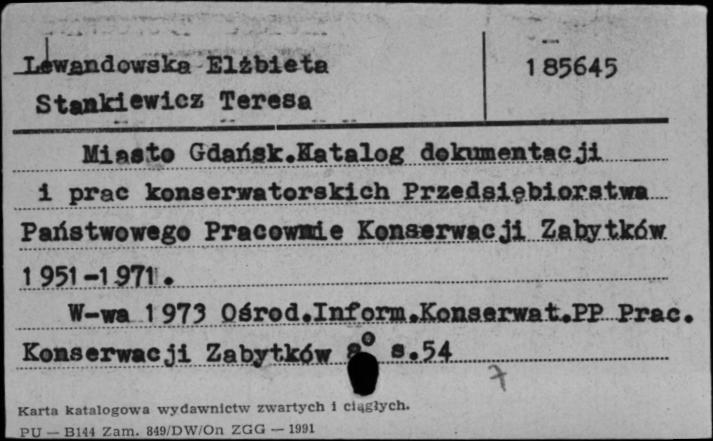 Lewandowska Elżbieta 185645
Stankiewicz Teresa
Miasto Gdańsk.Katalog dokumentacji
i prac konserwatorskich Przedsiębiorstwa
Państwowego Pracownie Konserwacji Zabytków
1951-1971.
W-wa 1973 Ośrod.Inform.Konserwat.PP Prac.
Konserwacji Zabytków 8° s.54
7
Karta katalogowa wydawnictw zwartych i ciągłych.
PU — B144 Zam. 849/DW/On ZGG — 1991